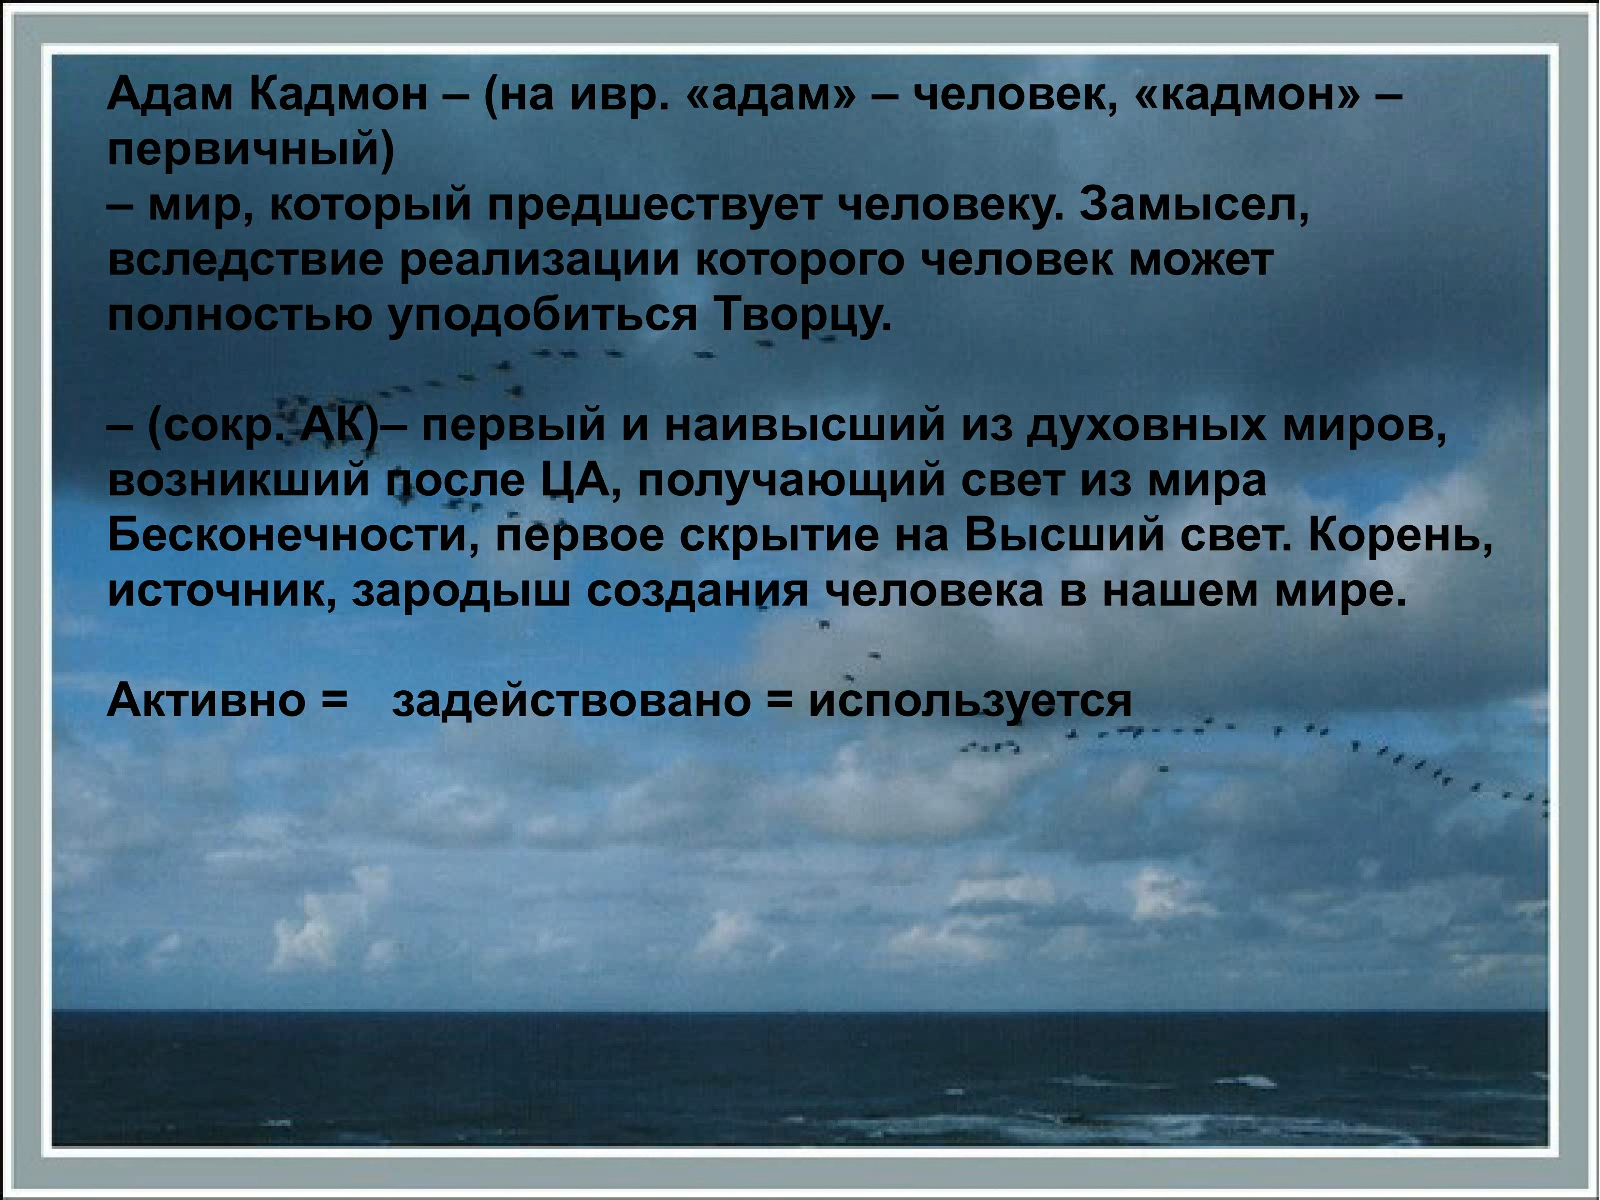 Адам Кадмон – (на ивр. «адам» – человек, «кадмон» –
первичный)
– мир, который предшествует человеку. Замысел,
вследствие реализации которого человек может
полностью уподобиться Творцу.
– (сокр. АК)– первый и наивысший из духовных миров,
возникший после ЦА, получающий свет из мира
Бесконечности, первое скрытие на Высший свет. Корень,
источник, зародыш создания человека в нашем мире.
Активно = задействовано = используется